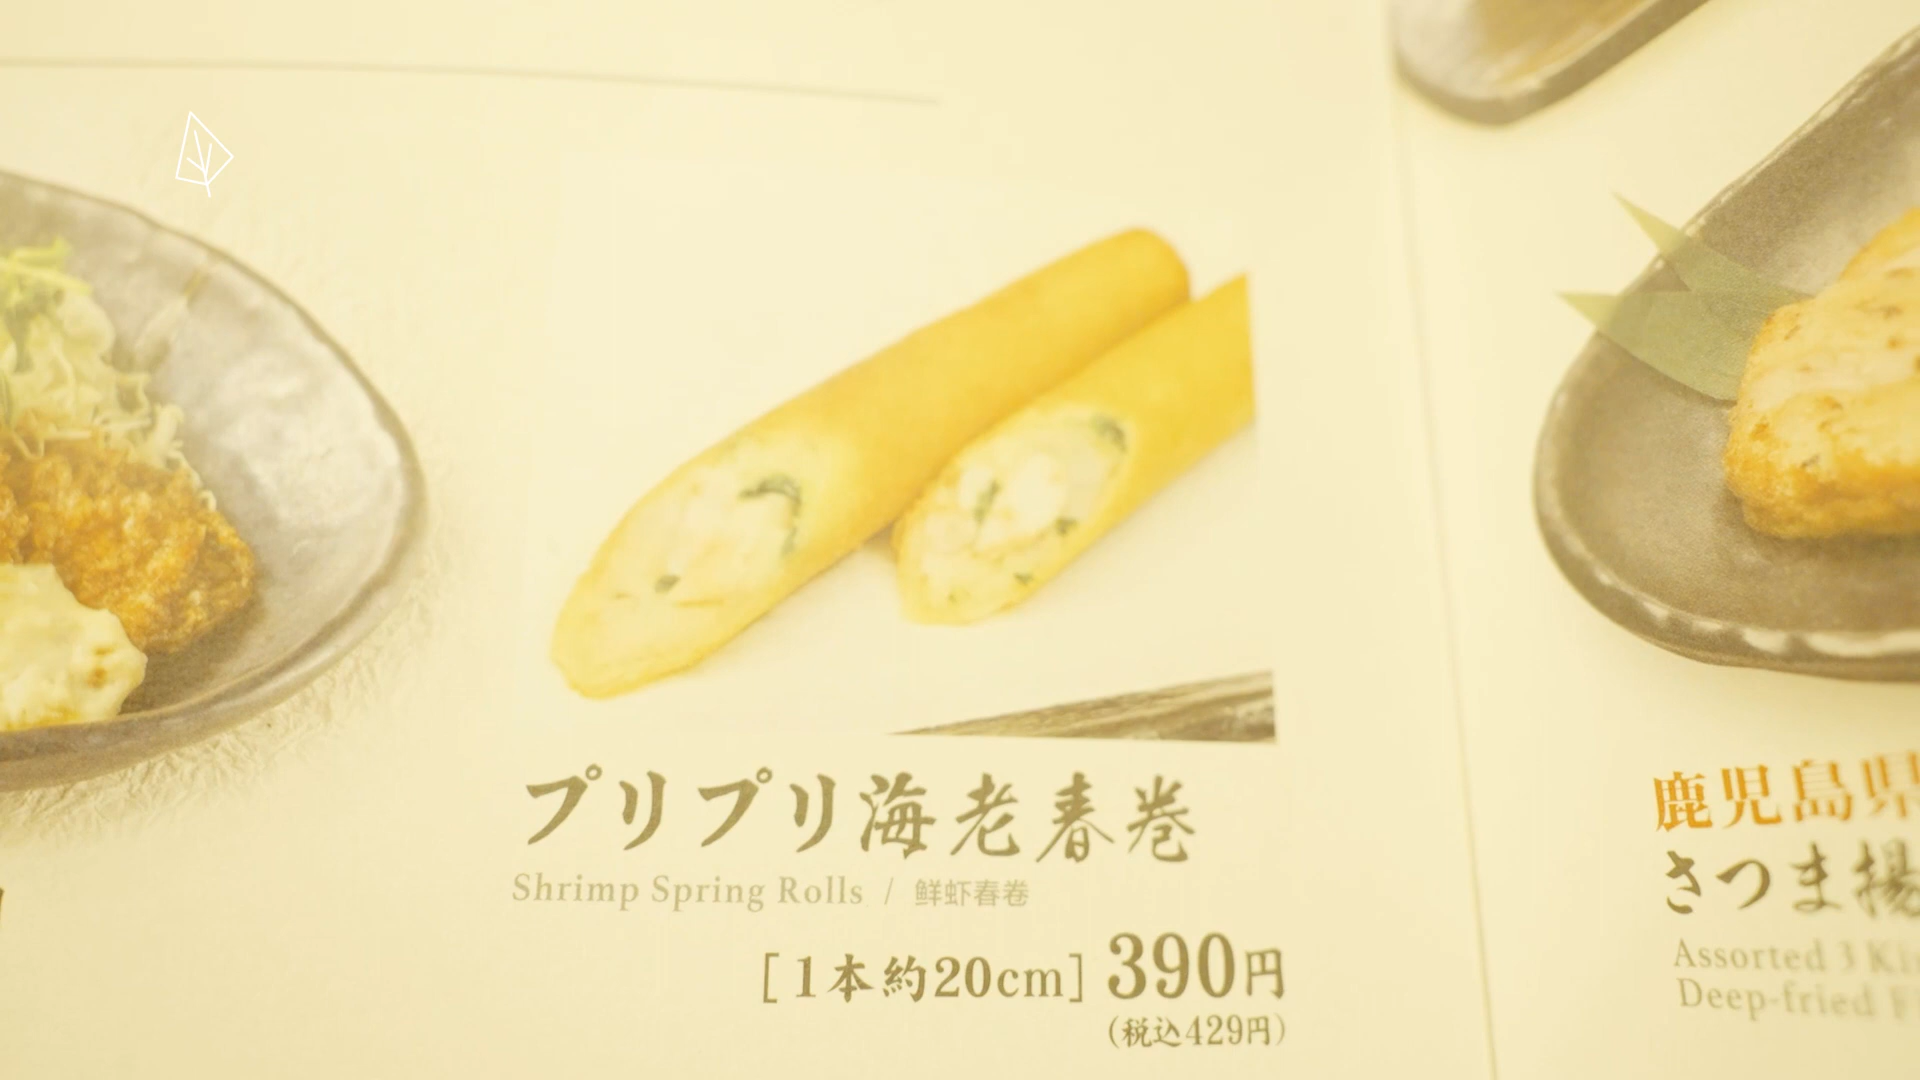 プリプリ海老春巻
Shrimp Spring Rolls / 鲜虾春卷
[1本約20cm] 390円
(税込429円)
鹿児島県
さつま揚
Assorted 3
Deep-fried